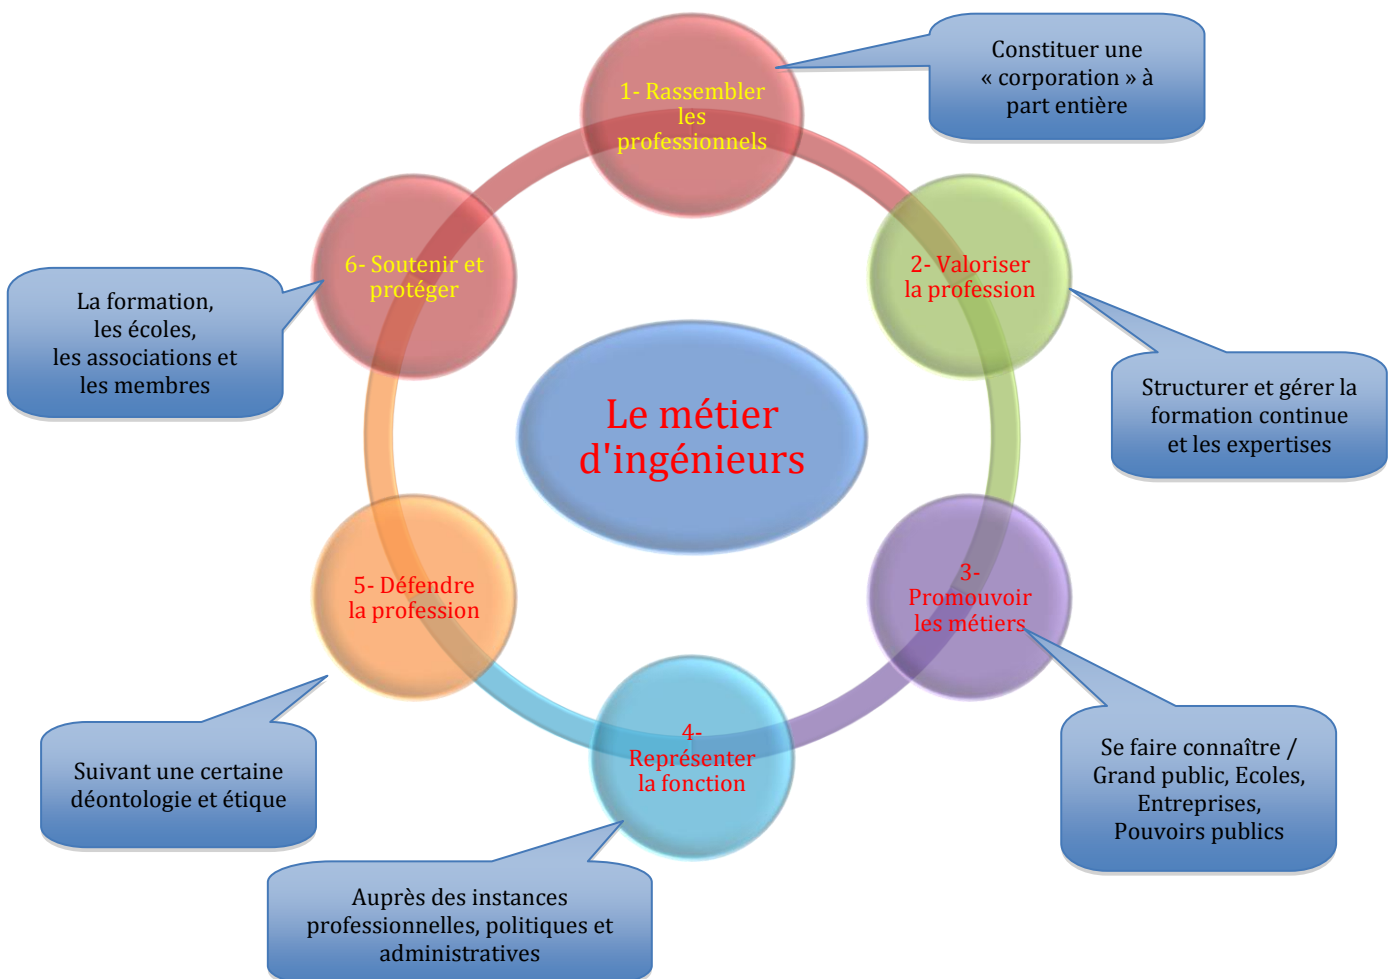 Constituer une
« corporation » à
part entière
1- Rassembler
les
professionnels
2- Valoriser
la profession
6- Soutenir et
protéger
La formation,
les écoles,
les associations et
les membres
Structurer et gérer la
formation continue
et les expertises
Le métier
d'ingénieurs
3-
Promouvoir
les métiers
5- Défendre
la profession
4-
Représenter
la fonction
Se faire connaître /
Grand public, Ecoles,
Entreprises,
Pouvoirs publics
Suivant une certaine
déontologie et étique
Auprès des instances
professionnelles, politiques et
administratives